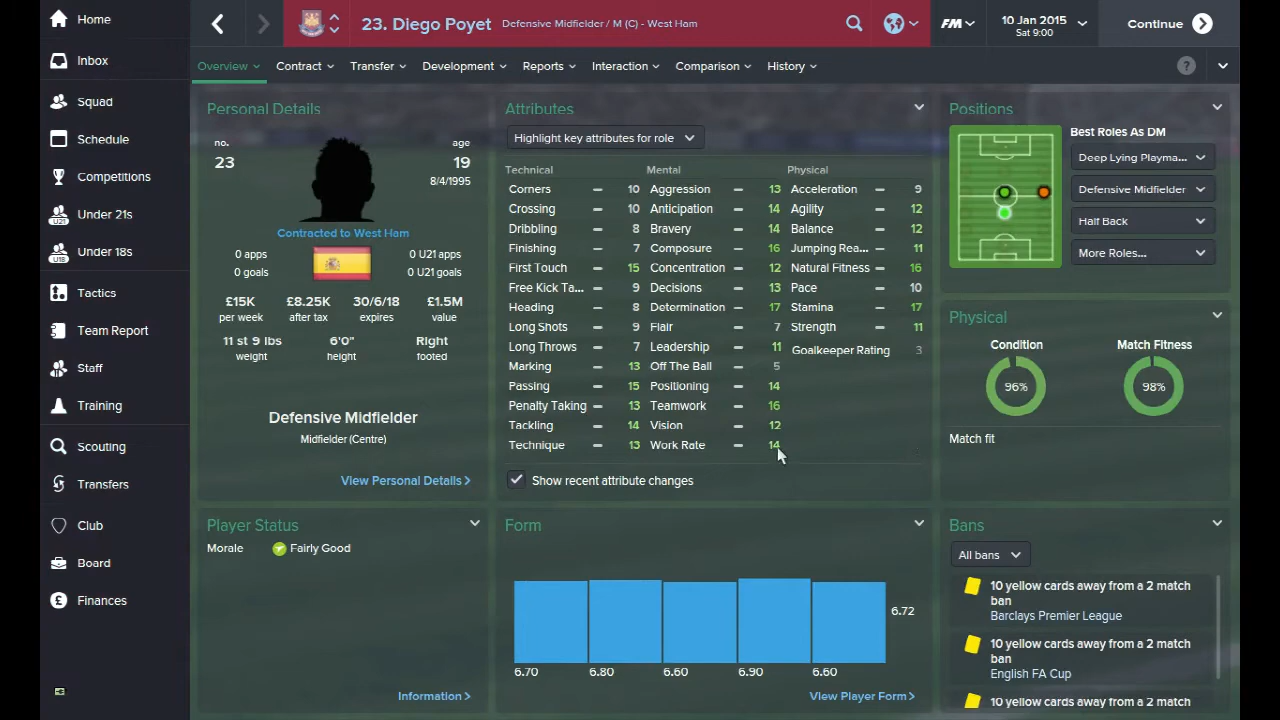 Home
Inbox
Squad
Schedule
Competitions
U21 Under 21s
U18 Under 18s
Tactics
Team Report
Staff
Training
Scouting
Transfers
Club
Board
£ Finances
23. Diego Poyet Defensive Midfielder / M (C) - West Ham
FM
10 Jan 2015
Sat 9:00
Continue
Overview Contract Transfer Development Reports Interaction Comparison History ?
Personal Details
no. age
23 19
8/4/1995
Contracted to West Ham
0 apps 0 U21 apps
0 goals 0 U21 goals
£15K £8.25K 30/6/18 £1.5M
per week after tax expires value
11 st 9 lbs 6'0" Right
weight height footed
Defensive Midfielder
Midfielder (Centre)
View Personal Details >
Attributes
Highlight key attributes for role
Technical Mental Physical
Corners – 10 Aggression – 13 Acceleration – 9
Crossing – 10 Anticipation – 14 Agility – 12
Dribbling – 8 Bravery – 14 Balance – 12
Finishing – 7 Composure – 16 Jumping Rea... – 11
First Touch – 15 Concentration – 12 Natural Fitness – 16
Free Kick Ta... – 9 Decisions – 13 Pace – 10
Heading – 8 Determination – 17 Stamina – 17
Long Shots – 9 Flair – 7 Strength – 11
Long Throws – 7 Leadership – 11 Goalkeeper Rating 3
Marking – 13 Off The Ball – 5
Passing – 15 Positioning – 14
Penalty Taking – 13 Teamwork – 16
Tackling – 14 Vision – 12
Technique – 13 Work Rate – 14
Show recent attribute changes
Positions
Best Roles As DM
Deep Lying Playma...
Defensive Midfielder
Half Back
More Roles...
Physical
Condition Match Fitness
96% 98%
Match fit
Player Status
Morale Fairly Good
Information >
Form
6.72
6.70 6.80 6.60 6.90 6.60
View Player Form >
Bans
All bans
10 yellow cards away from a 2 match
ban
Barclays Premier League
10 yellow cards away from a 2 match
ban
English FA Cup
10 yellow cards away from a 2 match